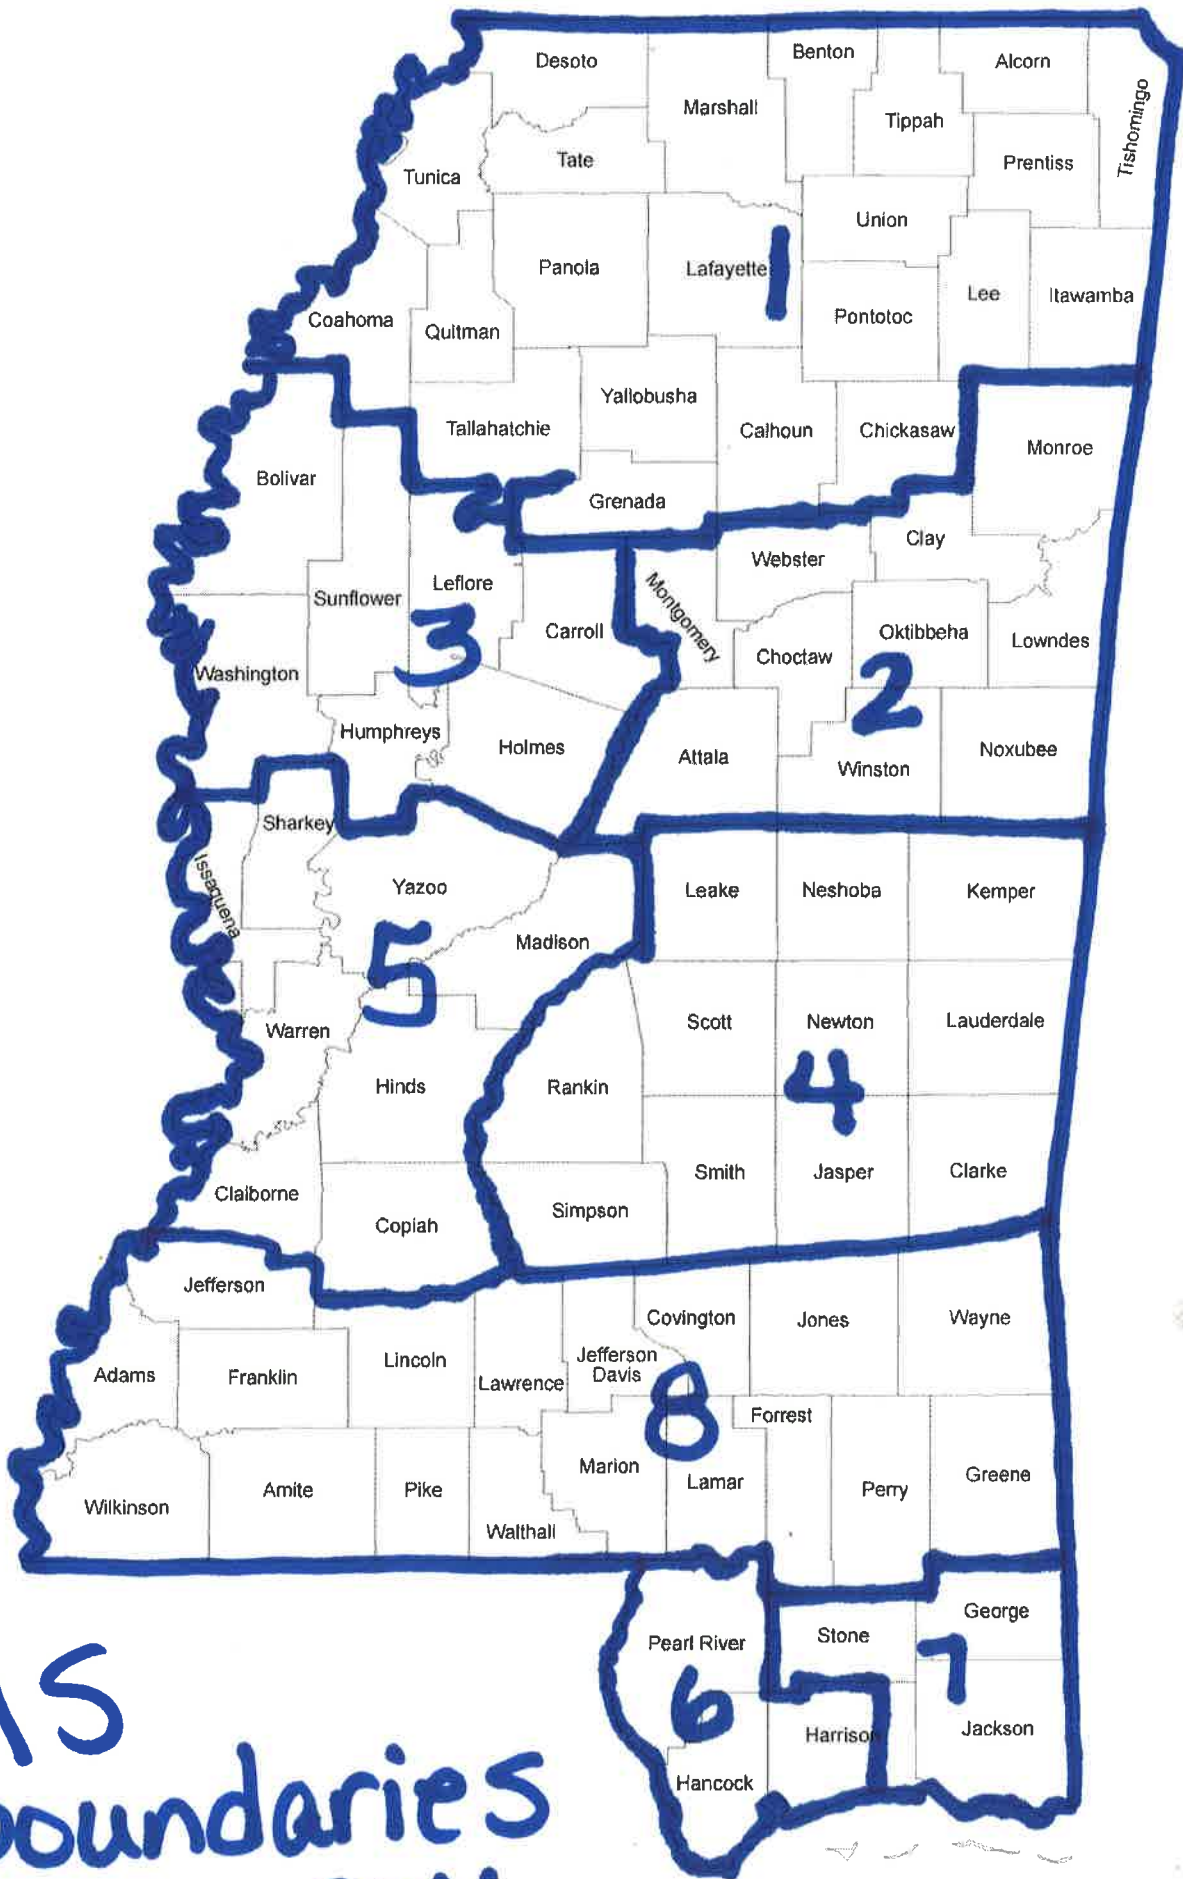 Desoto
Benton
Alcorn
Marshall
Tippah
Tishomingo
Tate
Prentiss
Tunica
Union
Panola
Lafayette
1
Lee
Itawamba
Coahoma
Quitman
Pontotoc
Yallobusha
Tallahatchie
Calhoun
Chickasaw
Monroe
Bolivar
Grenada
Clay
Webster
Leflore
Sunflower
Montgomery
3
Carroll
Oktibbeha
Lowndes
Choctaw
Washington
2
Humphreys
Holmes
Attala
Winston
Noxubee
Sharkey
Issaquena
Yazoo
Leake
Neshoba
Kemper
Madison
5
Warren
Scott
Newton
Lauderdale
Hinds
Rankin
4
Smith
Jasper
Clarke
Claiborne
Copiah
Simpson
Jefferson
Covington
Jones
Wayne
Adams
Franklin
Lincoln
Lawrence
Jefferson
Davis
8
Forrest
Marion
Lamar
Greene
Wilkinson
Amite
Pike
Perry
Walthall
George
Pearl River
Stone
7
6
Harrison
Jackson
Hancock
boundaries